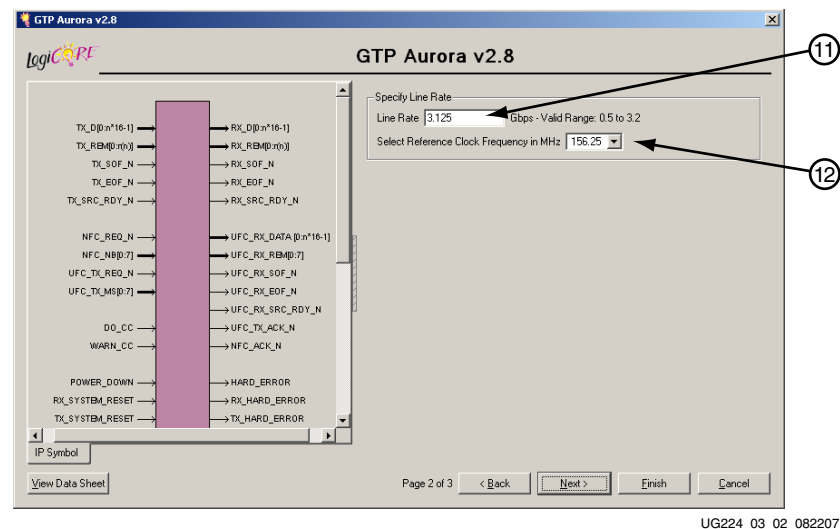 GTP Aurora v2.8
LogiCORE
GTP Aurora v2.8
11
Specify Line Rate
Line Rate 3.125 Gbps - Valid Range: 0.5 to 3.2
Select Reference Clock Frequency in MHz 156.25
12
TX_D[0:n*16-1] RX_D[0:n*16-1]
TX_REM[0:r(n)] RX_REM[0:r(n)]
TX_SOF_N RX_SOF_N
TX_EOF_N RX_EOF_N
TX_SRC_RDY_N RX_SRC_RDY_N
NFC_REQ_N UFC_RX_DATA [0:n*16-1]
NFC_NB[0:7] UFC_RX_REM[0:7]
UFC_TX_REQ_N UFC_RX_SOF_N
UFC_TX_MS[0:7] UFC_RX_EOF_N
UFC_RX_SRC_RDY_N
DO_CC UFC_TX_ACK_N
WARN_CC NFC_ACK_N
POWER_DOWN HARD_ERROR
RX_SYSTEM_RESET RX_HARD_ERROR
TX_SYSTEM_RESET TX_HARD_ERROR
IP Symbol
View Data Sheet Page 2 of 3 < Back Next > Finish Cancel
UG224_03_02_082207